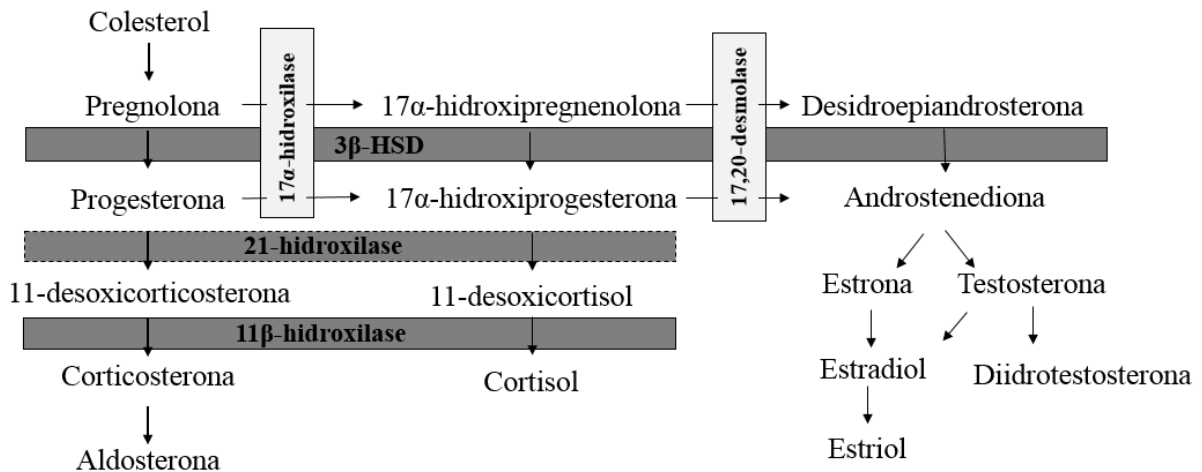 Colesterol
17α-hidroxilase
17,20-desmolase
Pregnolona
17α-hidroxipregnenolona
Desidroepiandrosterona
3β-HSD
Progesterona
17α-hidroxiprogesterona
Androstenediona
21-hidroxilase
11-desoxicorticosterona
11-desoxicortisol
Estrona
Testosterona
11β-hidroxilase
Corticosterona
Cortisol
Estradiol
Diidrotestosterona
Aldosterona
Estriol